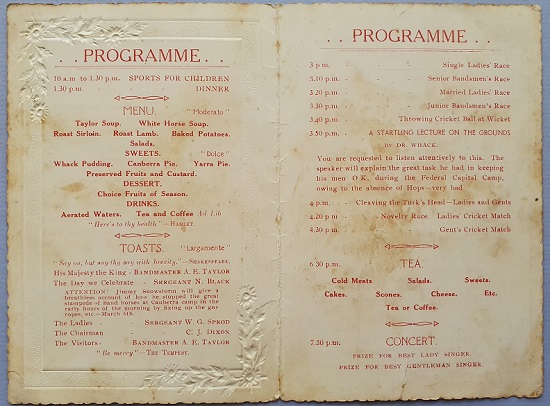 . . PROGRAMME . .
10 a.m to 1.30 p.m. SPORTS FOR CHILDREN
1.30 p.m. - - - DINNER
MENU. "Moderato"
Taylor Soup. White Horse Soup.
Roast Sirloin. Roast Lamb. Baked Potatoes.
Salads.
SWEETS. "Dolce"
Whack Pudding. Canberra Pie. Yarra Pie.
Preserved Fruits and Custard.
DESSERT.
Choice Fruits of Season.
DRINKS.
Aerated Waters. Tea and Coffee Ad Lib
"Here's to thy health"—HAMLET.
TOASTS. "Largamente"
"Say on, but say thy say with brevity."—SHAKESPEARE.
His Majesty the King - BANDMASTER A. E. TAYLOR
The Day we Celebrate - SERGEANT N. BLACK
ATTENTION! Jimmy Snowstorm will give a
breathless account of how he stopped the great
stampede of Band horses at Canberra camp in the
early hours of the morning by fixing up the guy
ropes, etc.—March 6th.
The Ladies - SERGEANT W. G. SPROD
The Chairman - C. J. DIXON
The Visitors - BANDMASTER A. E. TAYLOR
"Be merry."—THE TEMPEST.
. . PROGRAMME . .
3 p.m. - - - Single Ladies' Race
3.10 p.m. - - Senior Bandsmen's Race
3.20 p.m. - - Married Ladies' Race
3.30 p.m. - - Junior Bandsmen's Race
3.40 p.m. - Throwing Cricket Ball at Wicket
3.50 p.m. - A STARTLING LECTURE ON THE GROUNDS
BY DR. WHACK.
You are requested to listen attentively to this. The
speaker will explain the great task he had in keeping
his men O.K. during the Federal Capital Camp,
owing to the absence of Hops—very bad.
4 p.m. - Cleaving the Turk's Head—Ladies and Gents
4.20 p.m. - Novelty Race. Ladies Cricket Match
4.30 p.m. - - - Gent's Cricket Match
6 30 p.m. TEA.
Cold Meats Salads. Sweets.
Cakes. Scones. Cheese. Etc.
Tea or Coffee.
7.30 p.m. CONCERT.
PRIZE FOR BEST LADY SINGER.
PRIZE FOR BEST GENTLEMAN SINGER